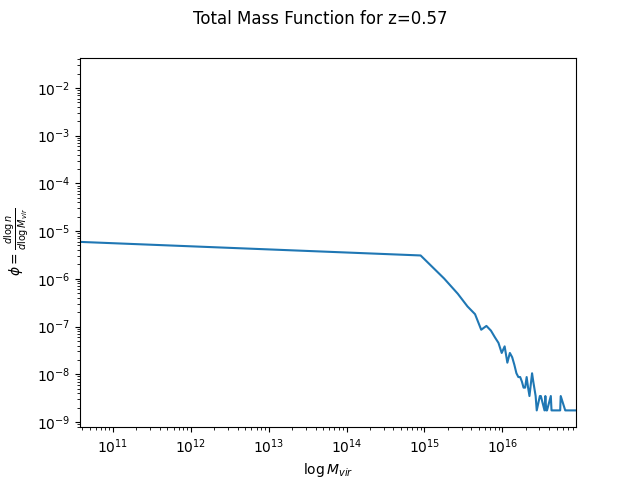 Total Mass Function for z=0.57
10⁻²
10⁻³
10⁻⁴
10⁻⁵
10⁻⁶
10⁻⁷
10⁻⁸
10⁻⁹
ϕ = d log n / d log M_vir
10¹¹ 10¹² 10¹³ 10¹⁴ 10¹⁵ 10¹⁶
log M_vir